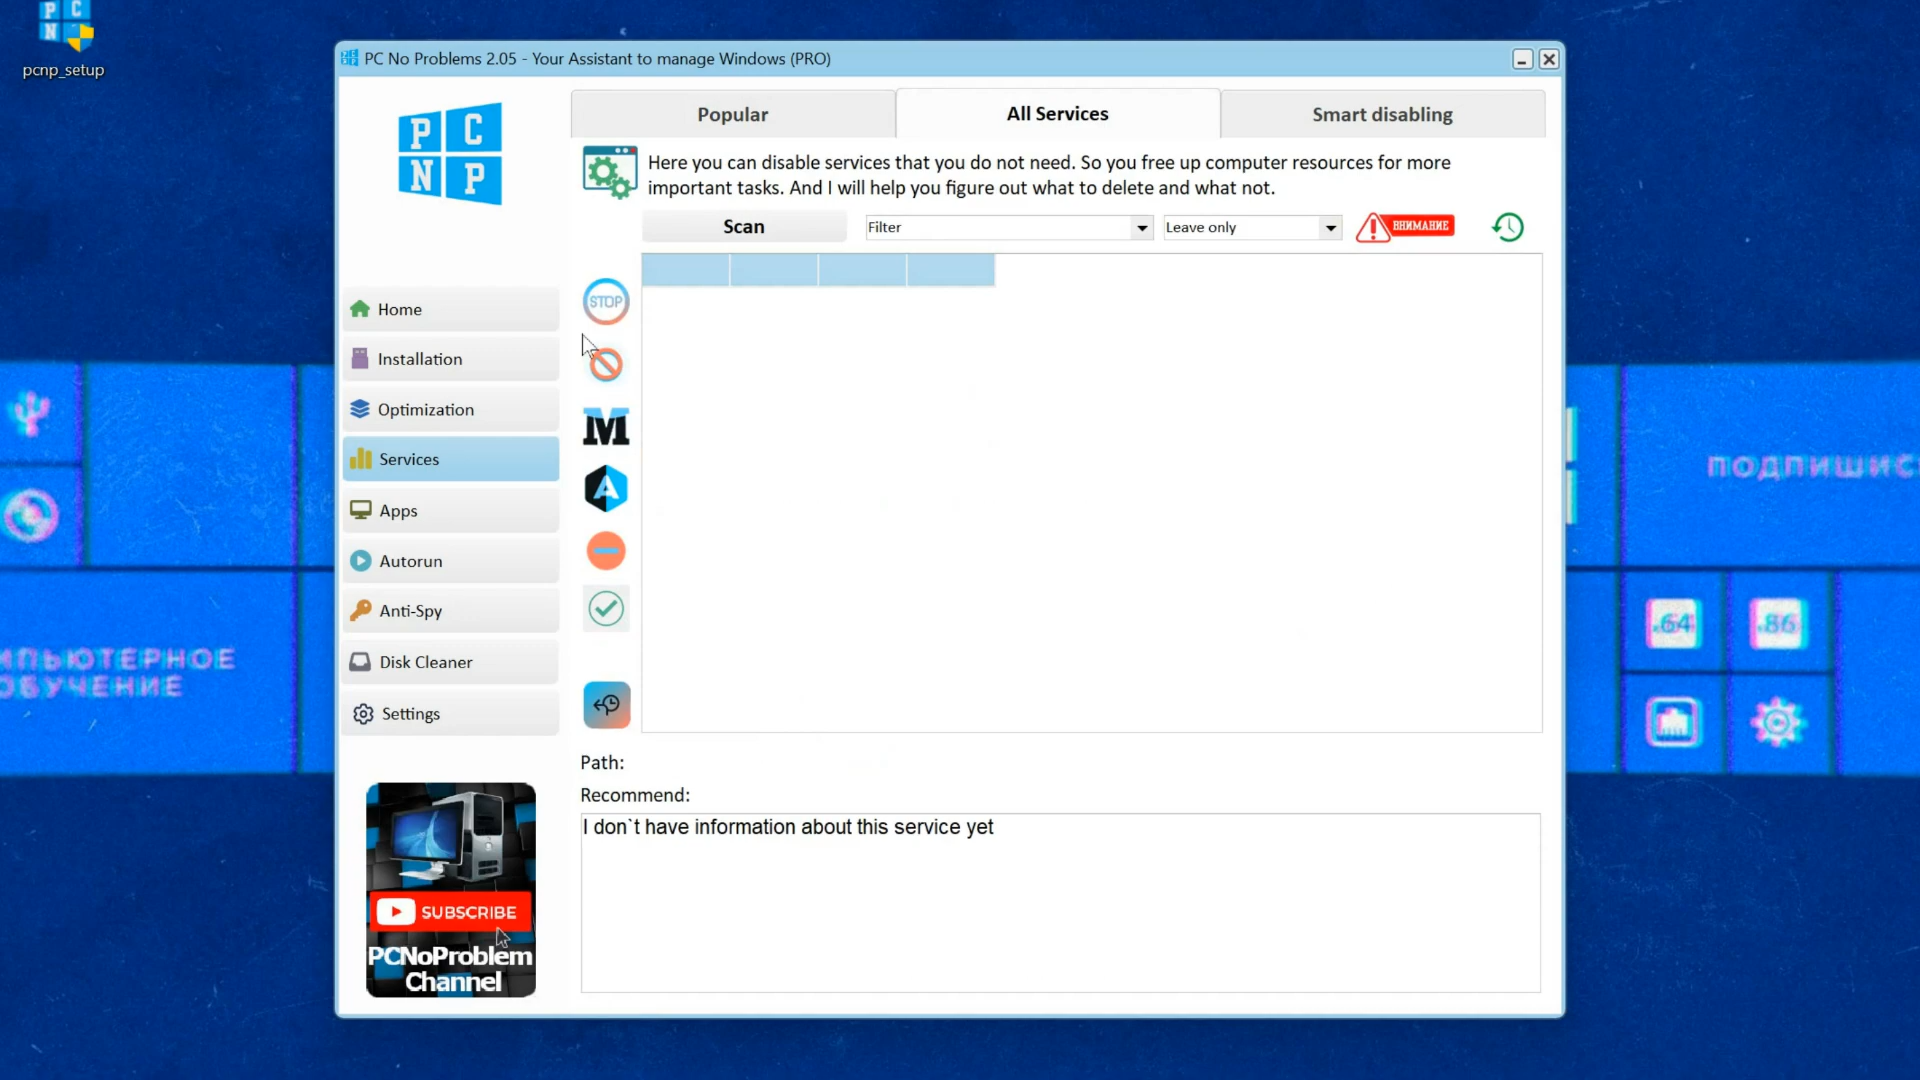 pcnp_setup
PC No Problems 2.05 - Your Assistant to manage Windows (PRO)
P C
N P
Popular
All Services
Smart disabling
Here you can disable services that you do not need. So you free up computer resources for more
important tasks. And I will help you figure out what to delete and what not.
Scan
Filter
Leave only
ВНИМАНИЕ
STOP
M
A
Home
Installation
Optimization
Services
Apps
Autorun
Anti-Spy
Disk Cleaner
Settings
Path:
Recommend:
I don`t have information about this service yet
SUBSCRIBE
PCNoProblem
Channel
ПОДПИШИС
.64
.86
МПЬЮТЕРНОЕ
ОБУЧЕНИЕ